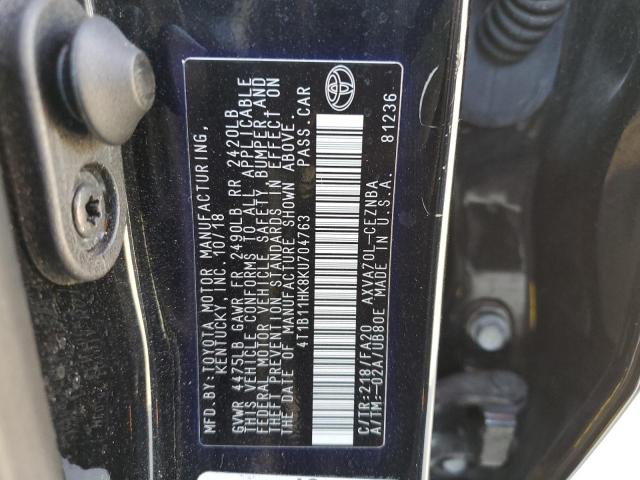 MFD.BY:TOYOTA MOTOR MANUFACTURING,
KENTUCKY, INC. 10/18
GVWR 4475LB GAWR FR 2490LB RR 2420LB
THIS VEHICLE CONFORMS TO ALL APPLICABLE
FEDERAL MOTOR VEHICLE SAFETY, BUMPER, AND
THEFT PREVENTION STANDARDS IN EFFECT ON
THE DATE OF MANUFACTURE SHOWN ABOVE.
4T1B11HK8KU704763 PASS. CAR
C/TR:218/FA20 AXVA70L-CEZNBA
A/TM:-02A/UB80E MADE IN U.S.A.
81236